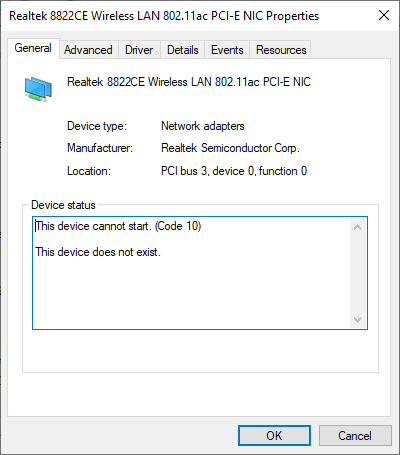 Realtek 8822CE Wireless LAN 802.11ac PCI-E NIC Properties
General Advanced Driver Details Events Resources
Realtek 8822CE Wireless LAN 802.11ac PCI-E NIC
Device type: Network adapters
Manufacturer: Realtek Semiconductor Corp.
Location: PCI bus 3, device 0, function 0
Device status
This device cannot start. (Code 10)
This device does not exist.
OK Cancel